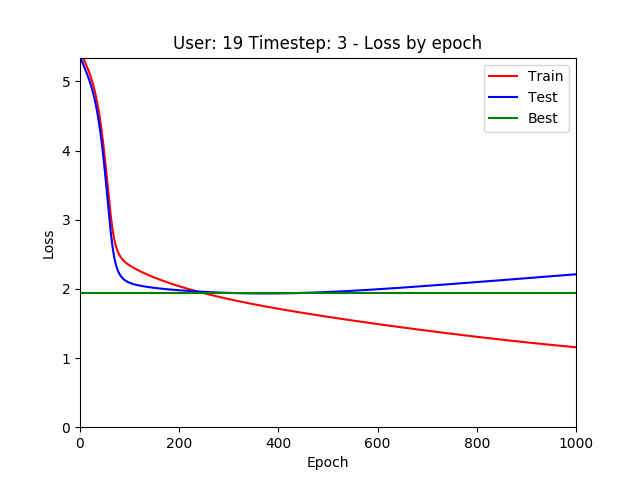 User: 19 Timestep: 3 - Loss by epoch
Train
Test
Best
5
4
3
2
1
0
Loss
0 200 400 600 800 1000
Epoch